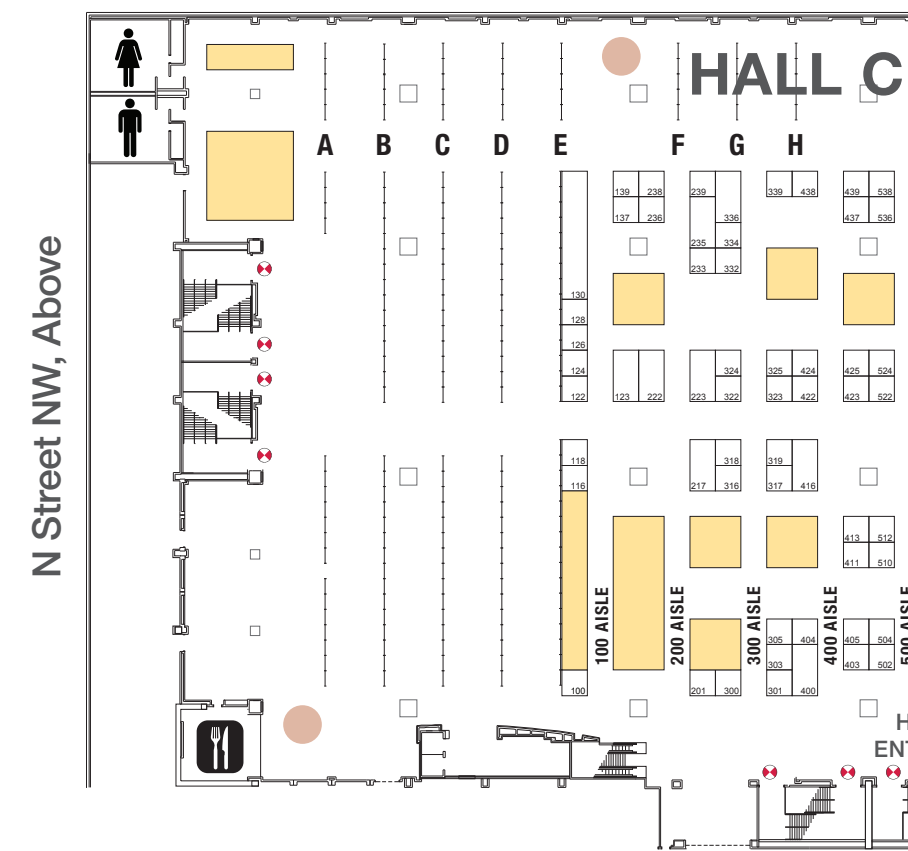 HALL C
A B C D E F G H
139 238 239 339 438 439 538
137 236 336 437 536
235 334
233 332
130
128
126
124 324 325 424 425 524
122 123 222 223 322 323 422 423 522
118 318 319
116 217 316 317 416
413 512
411 510
305 404 405 504
303 403 502
100 201 300 301 400
100 AISLE
200 AISLE
300 AISLE
400 AISLE
500 AISLE
N Street NW, Above
H
ENT